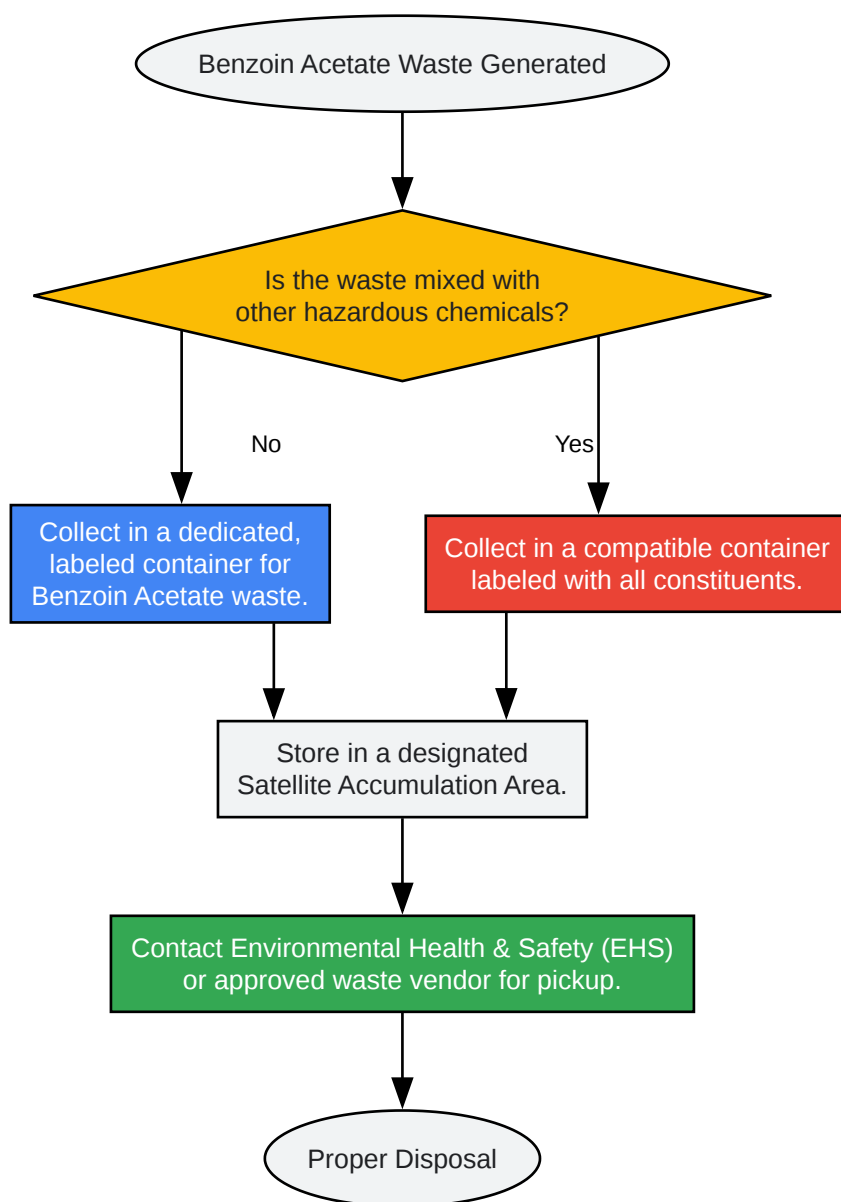 Benzoin Acetate Waste Generated
Is the waste mixed with
other hazardous chemicals?
No
Yes
Collect in a dedicated,
labeled container for
Benzoin Acetate waste.
Collect in a compatible container
labeled with all constituents.
Store in a designated
Satellite Accumulation Area.
Contact Environmental Health & Safety (EHS)
or approved waste vendor for pickup.
Proper Disposal